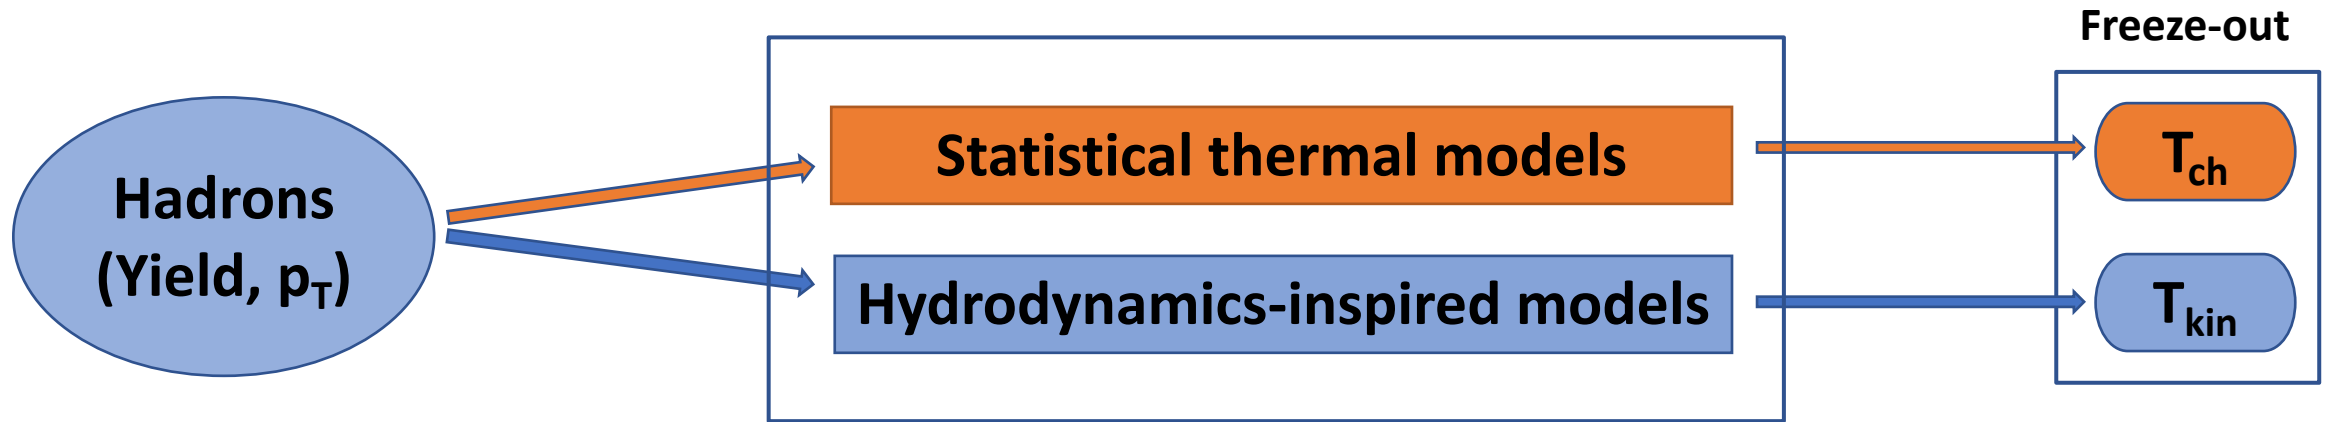 Freeze-out
Hadrons
(Yield, pT)
Statistical thermal models
Hydrodynamics-inspired models
Tch
Tkin